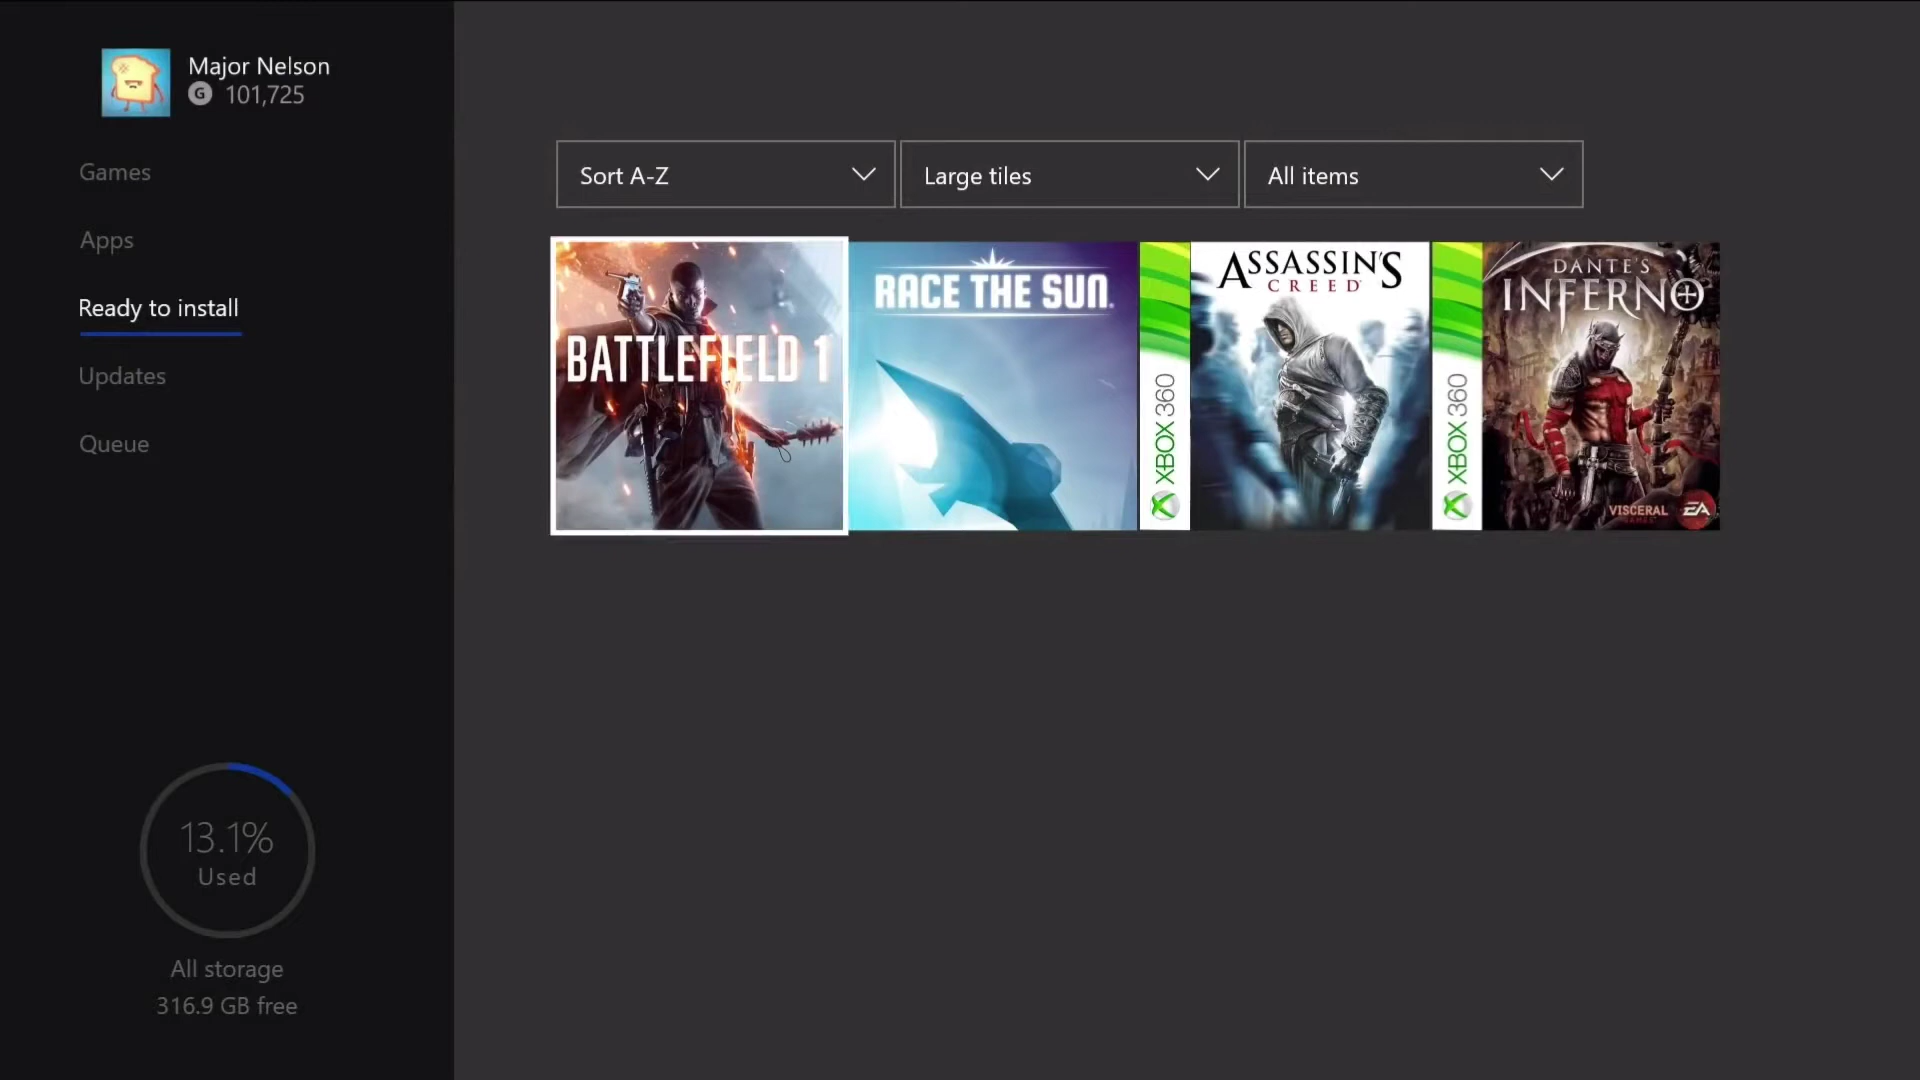 Major Nelson
G 101,725
Games
Apps
Ready to install
Updates
Queue
13.1%
Used
All storage
316.9 GB free
Sort A-Z
Large tiles
All items
BATTLEFIELD 1
RACE THE SUN.
XBOX 360
ASSASSIN'S
CREED
XBOX 360
DANTE'S
INFERNO
VISCERAL
GAMES
EA